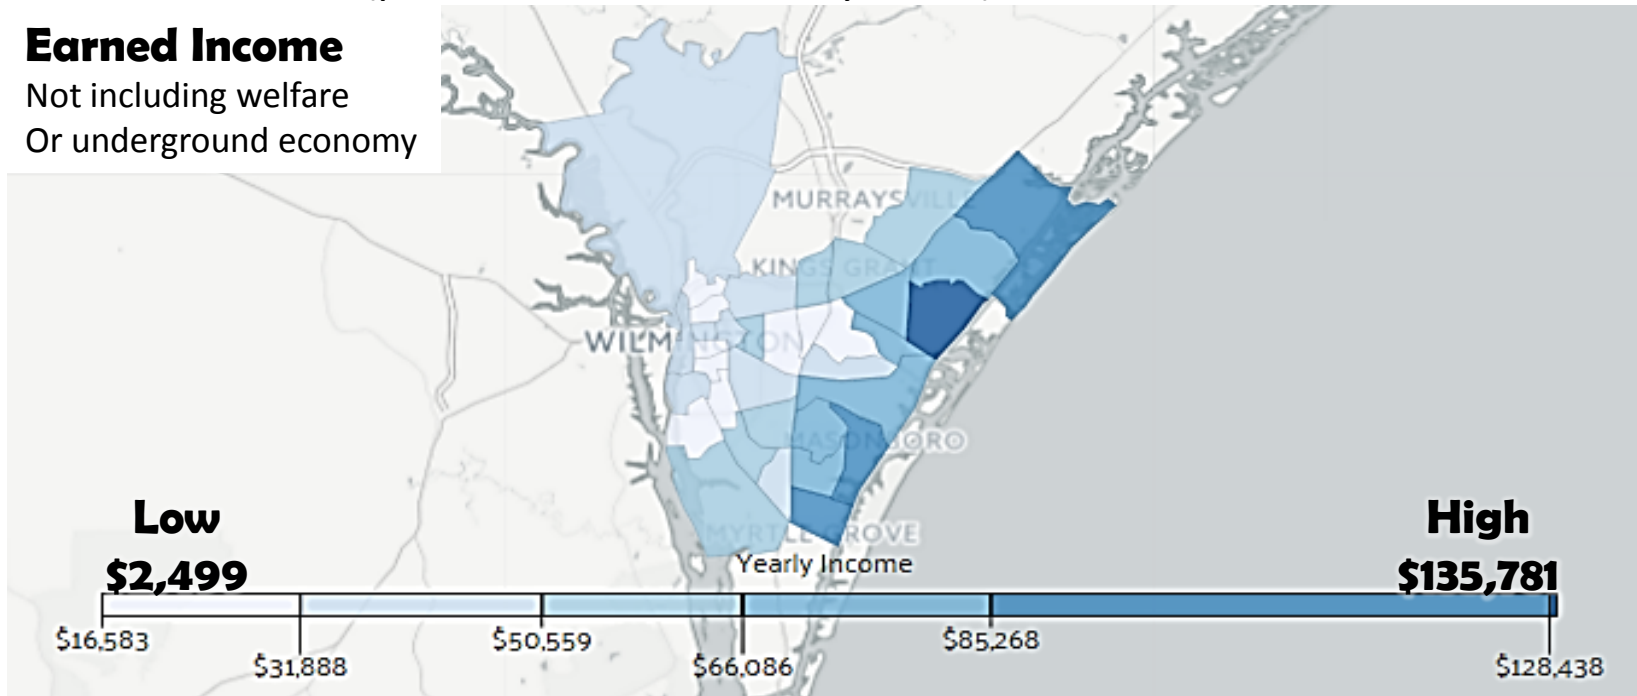 Earned Income
Not including welfare
Or underground economy
MURRAYSVILLE
KINGS GRANT
WILMINGTON
MASONBORO
MYRTLE GROVE
Low
$2,499
High
$135,781
Yearly Income
$16,583
$31,888
$50,559
$66,086
$85,268
$128,438